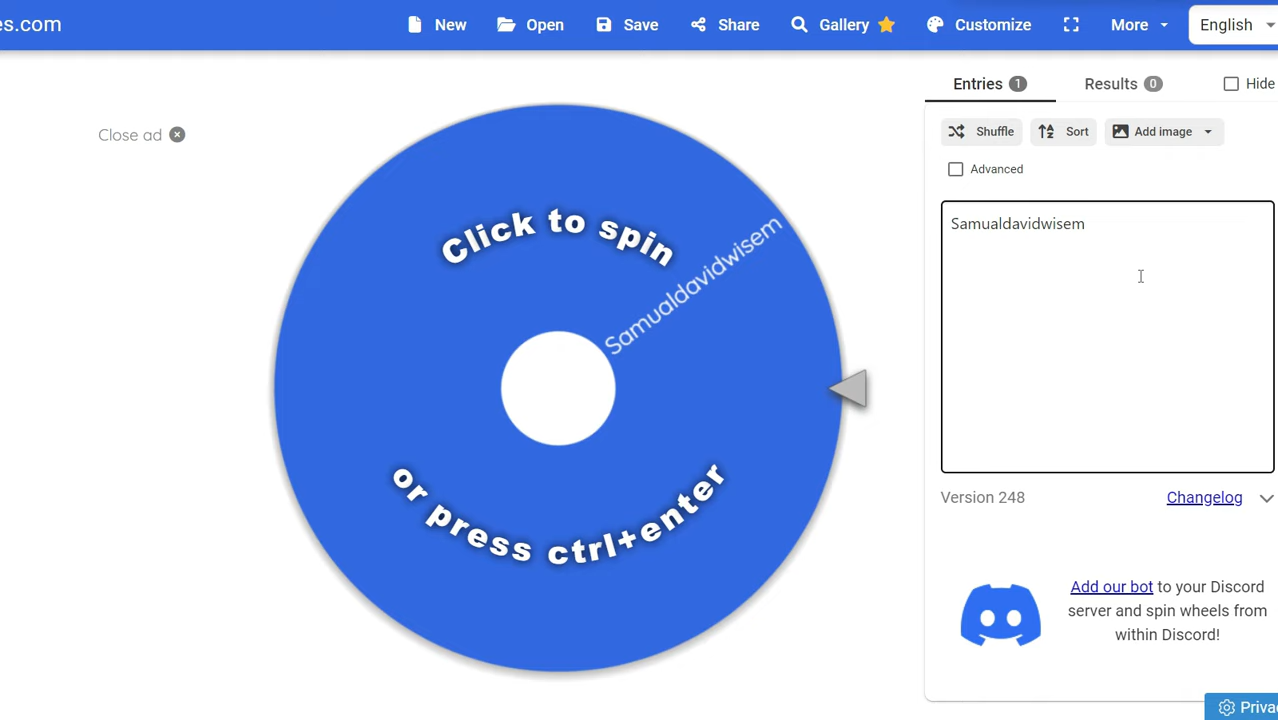 es.com
New
Open
Save
Share
Gallery
Customize
More
English
Entries 1
Results 0
Hide
Close ad
Shuffle
Sort
Add image
Advanced
Samualdavidwisem
Click to spin
Samualdavidwisem
or press ctrl+enter
Version 248
Changelog
Add our bot to your Discord
server and spin wheels from
within Discord!
Priva